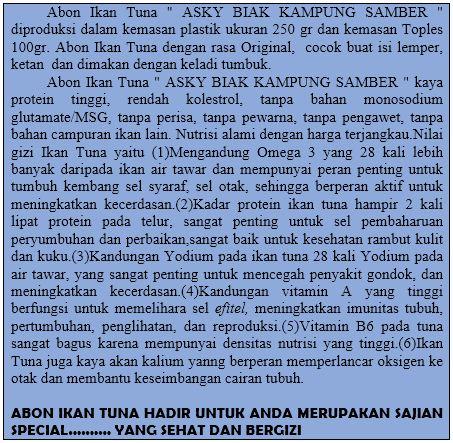 Abon Ikan Tuna " ASKY BIAK KAMPUNG SAMBER "
diproduksi dalam kemasan plastik ukuran 250 gr dan kemasan Toples
100gr. Abon Ikan Tuna dengan rasa Original, cocok buat isi lemper,
ketan dan dimakan dengan keladi tumbuk.
Abon Ikan Tuna " ASKY BIAK KAMPUNG SAMBER " kaya
protein tinggi, rendah kolestrol, tanpa bahan monosodium
glutamate/MSG, tanpa perisa, tanpa pewarna, tanpa pengawet, tanpa
bahan campuran ikan lain. Nutrisi alami dengan harga terjangkau.Nilai
gizi Ikan Tuna yaitu (1)Mengandung Omega 3 yang 28 kali lebih
banyak daripada ikan air tawar dan mempunyai peran penting untuk
tumbuh kembang sel syaraf, sel otak, sehingga berperan aktif untuk
meningkatkan kecerdasan.(2)Kadar protein ikan tuna hampir 2 kali
lipat protein pada telur, sangat penting untuk sel pembaharuan
peryumbuhan dan perbaikan,sangat baik untuk kesehatan rambut kulit
dan kuku.(3)Kandungan Yodium pada ikan tuna 28 kali Yodium pada
air tawar, yang sangat penting untuk mencegah penyakit gondok, dan
meningkatkan kecerdasan.(4)Kandungan vitamin A yang tinggi
berfungsi untuk memelihara sel efitel, meningkatkan imunitas tubuh,
pertumbuhan, penglihatan, dan reproduksi.(5)Vitamin B6 pada tuna
sangat bagus karena mempunyai densitas nutrisi yang tinggi.(6)Ikan
Tuna juga kaya akan kalium yanng berperan memperlancar oksigen ke
otak dan membantu keseimbangan cairan tubuh.
ABON IKAN TUNA HADIR UNTUK ANDA MERUPAKAN SAJIAN
SPECIAL.......... YANG SEHAT DAN BERGIZI